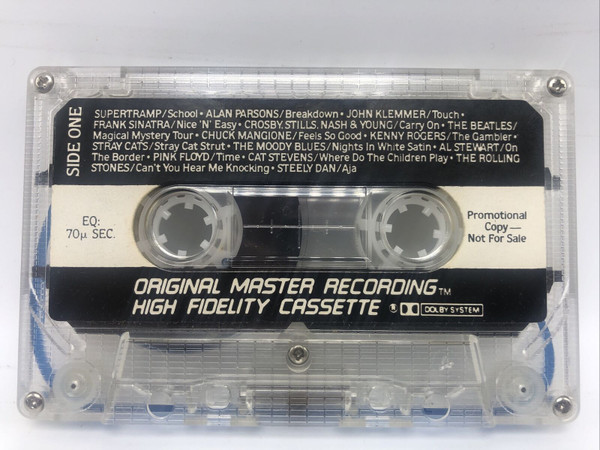 SIDE ONE
SUPERTRAMP/School • ALAN PARSONS/Breakdown • JOHN KLEMMER/Touch •
FRANK SINATRA/Nice 'N' Easy • CROSBY, STILLS, NASH & YOUNG/Carry On • THE BEATLES/
Magical Mystery Tour • CHUCK MANGIONE/Feels So Good • KENNY ROGERS/The Gambler •
STRAY CATS/Stray Cat Strut • THE MOODY BLUES/Nights In White Satin • AL STEWART/On
The Border • PINK FLOYD/Time • CAT STEVENS/Where Do The Children Play • THE ROLLING
STONES/Can't You Hear Me Knocking • STEELY DAN/Aja
EQ:
70µ SEC.
Promotional
Copy—
Not For Sale
ORIGINAL MASTER RECORDING™
HIGH FIDELITY CASSETTE ® DOLBY SYSTEM